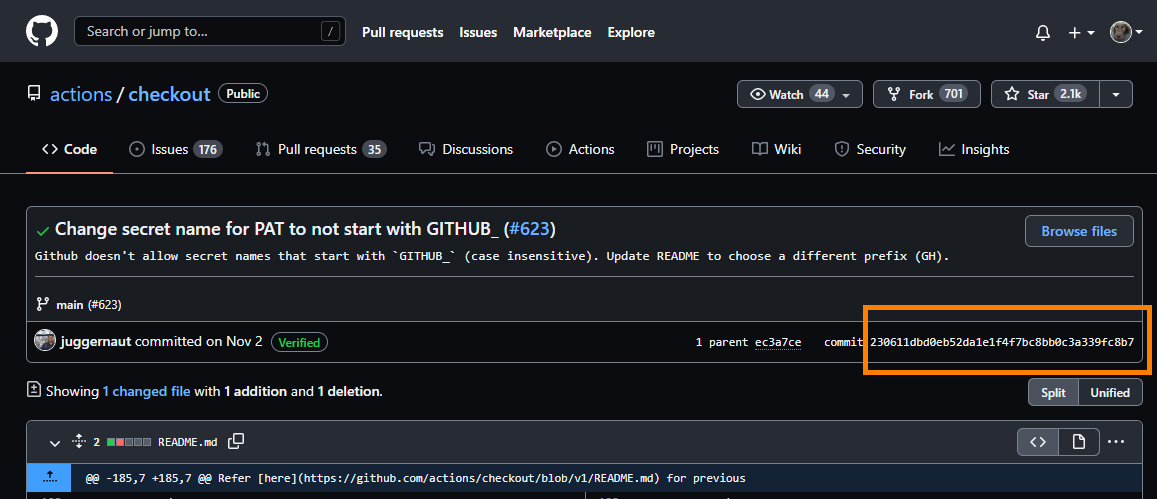 Search or jump to... /
Pull requests Issues Marketplace Explore
actions / checkout Public
Watch 44 Fork 701 Star 2.1k
Code Issues 176 Pull requests 35 Discussions Actions Projects Wiki Security Insights
Change secret name for PAT to not start with GITHUB_ (#623)
Browse files
Github doesn't allow secret names that start with `GITHUB_` (case insensitive). Update README to choose a different prefix (GH).
main (#623)
juggernaut committed on Nov 2 Verified
1 parent ec3a7ce commit 230611dbd0eb52da1e1f4f7bc8bb0c3a339fc8b7
Showing 1 changed file with 1 addition and 1 deletion.
Split Unified
2 README.md
@@ -185,7 +185,7 @@ Refer [here](https://github.com/actions/checkout/blob/v1/README.md) for previous